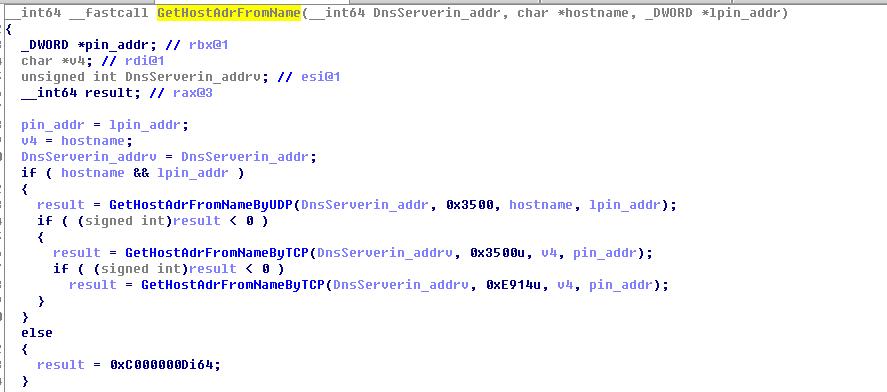 __int64 __fastcall GetHostAdrFromName(__int64 DnsServerin_addr, char *hostname, _DWORD *lpin_addr)
{
_DWORD *pin_addr; // rbx@1
char *v4; // rdi@1
unsigned int DnsServerin_addrv; // esi@1
__int64 result; // rax@3
pin_addr = lpin_addr;
v4 = hostname;
DnsServerin_addrv = DnsServerin_addr;
if ( hostname && lpin_addr )
{
result = GetHostAdrFromNameByUDP(DnsServerin_addr, 0x3500, hostname, lpin_addr);
if ( (signed int)result < 0 )
{
result = GetHostAdrFromNameByTCP(DnsServerin_addrv, 0x3500u, v4, pin_addr);
if ( (signed int)result < 0 )
result = GetHostAdrFromNameByTCP(DnsServerin_addrv, 0xE914u, v4, pin_addr);
}
}
else
{
result = 0xC000000Di64;
}